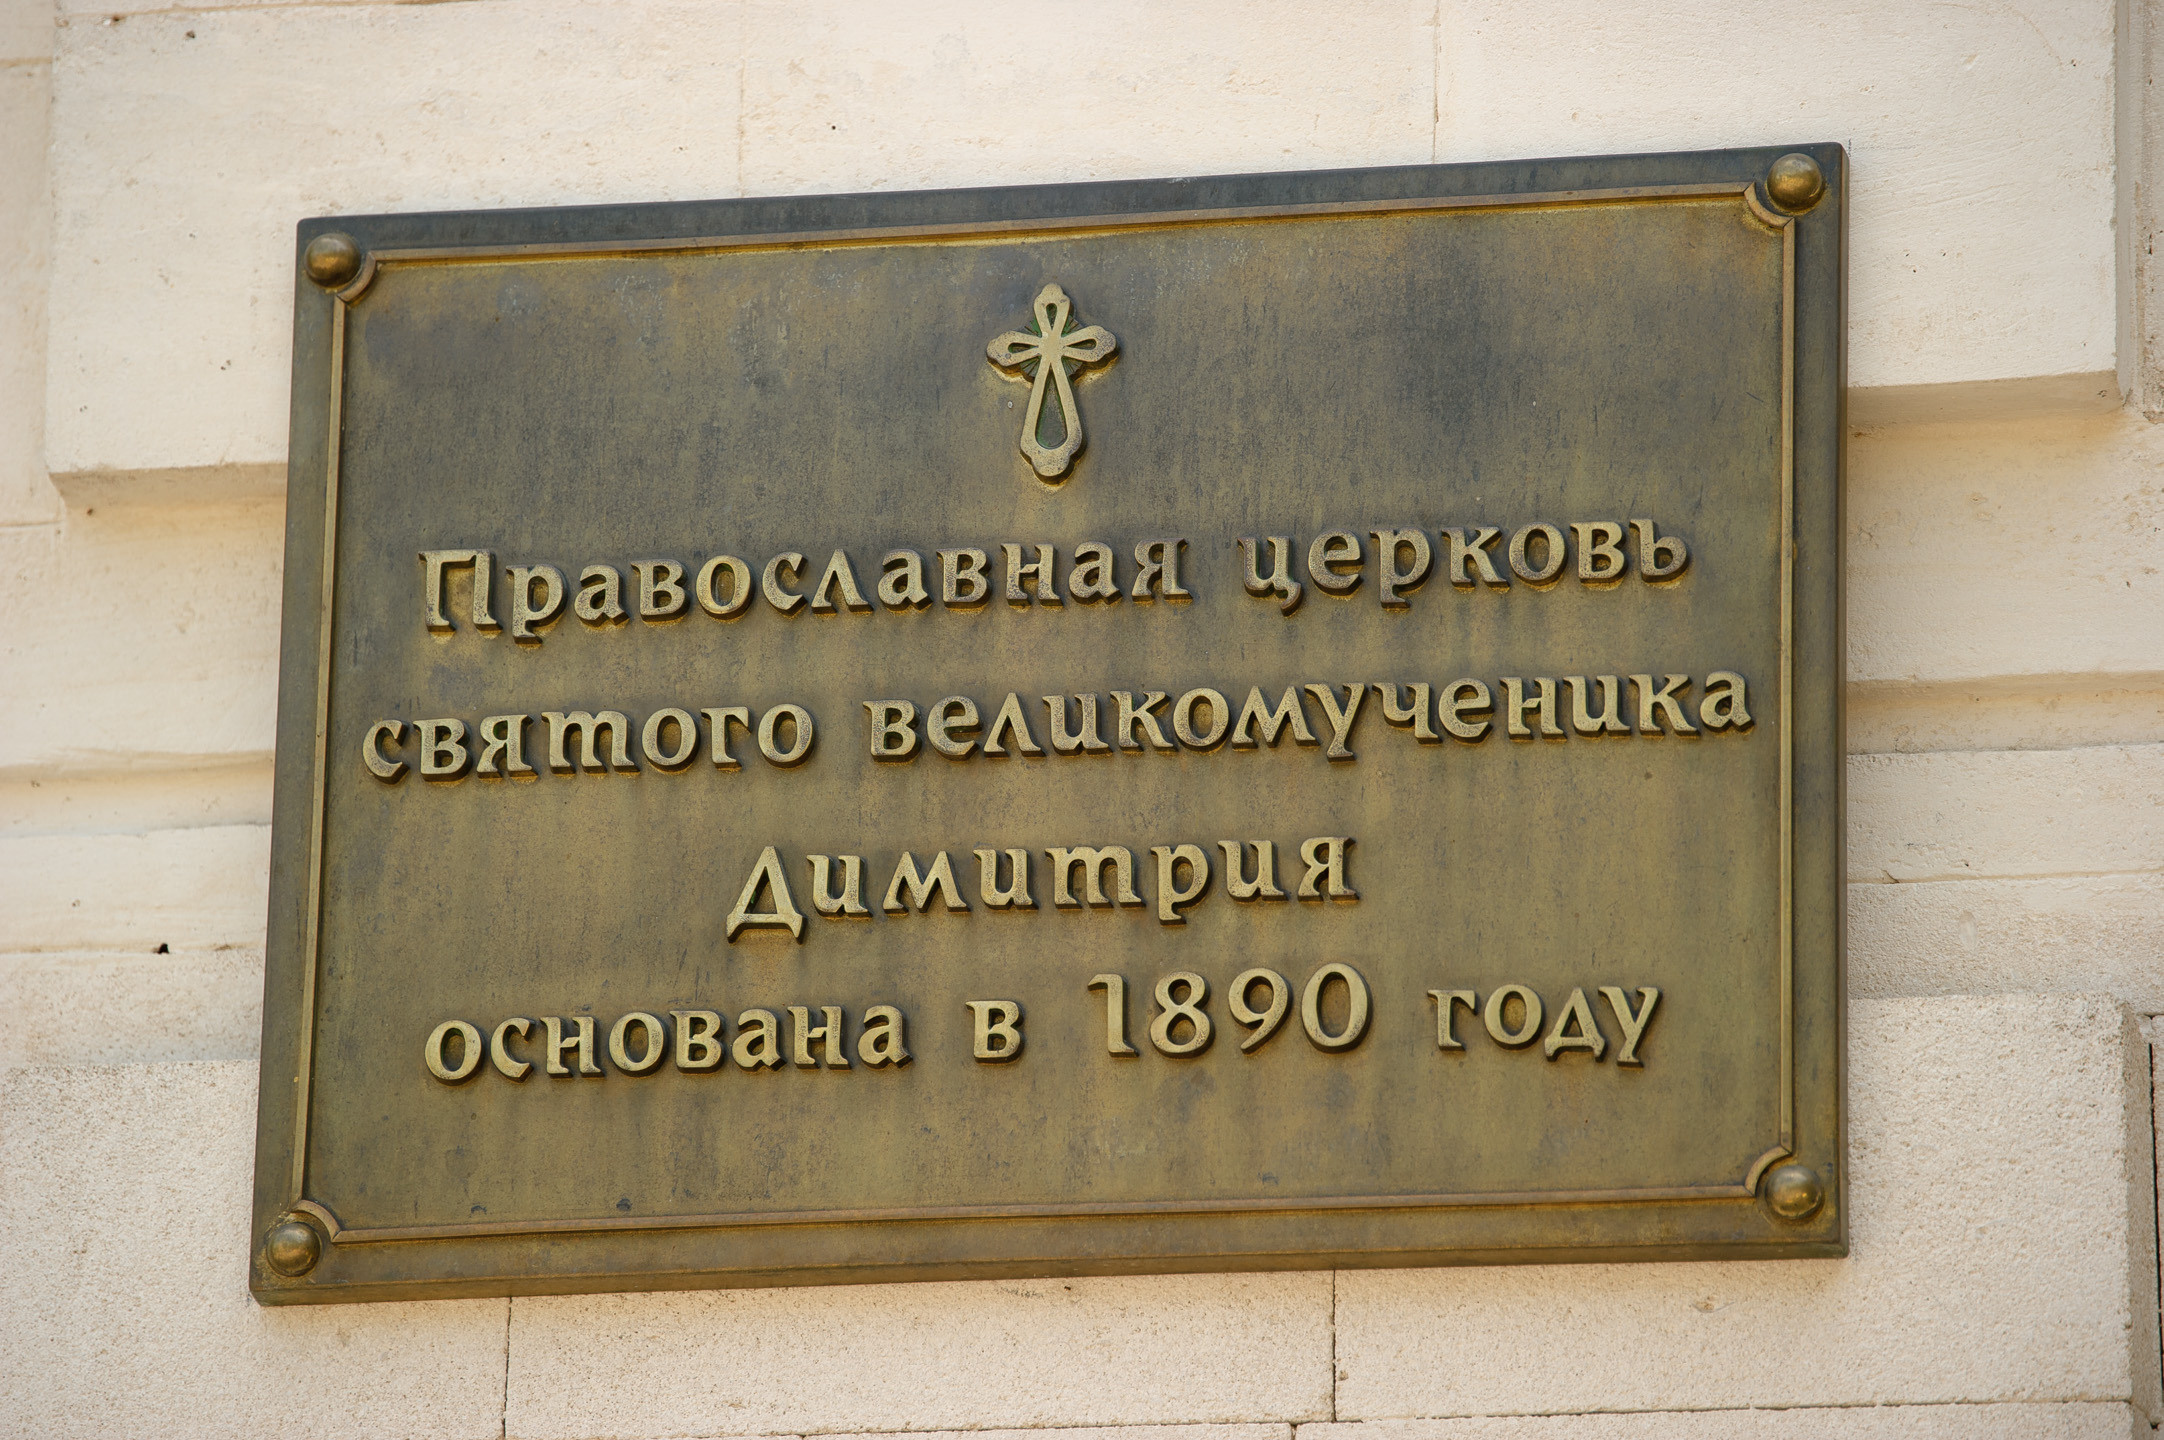 Православная церковь
святого великомученика
Димитрия
основана в 1890 году